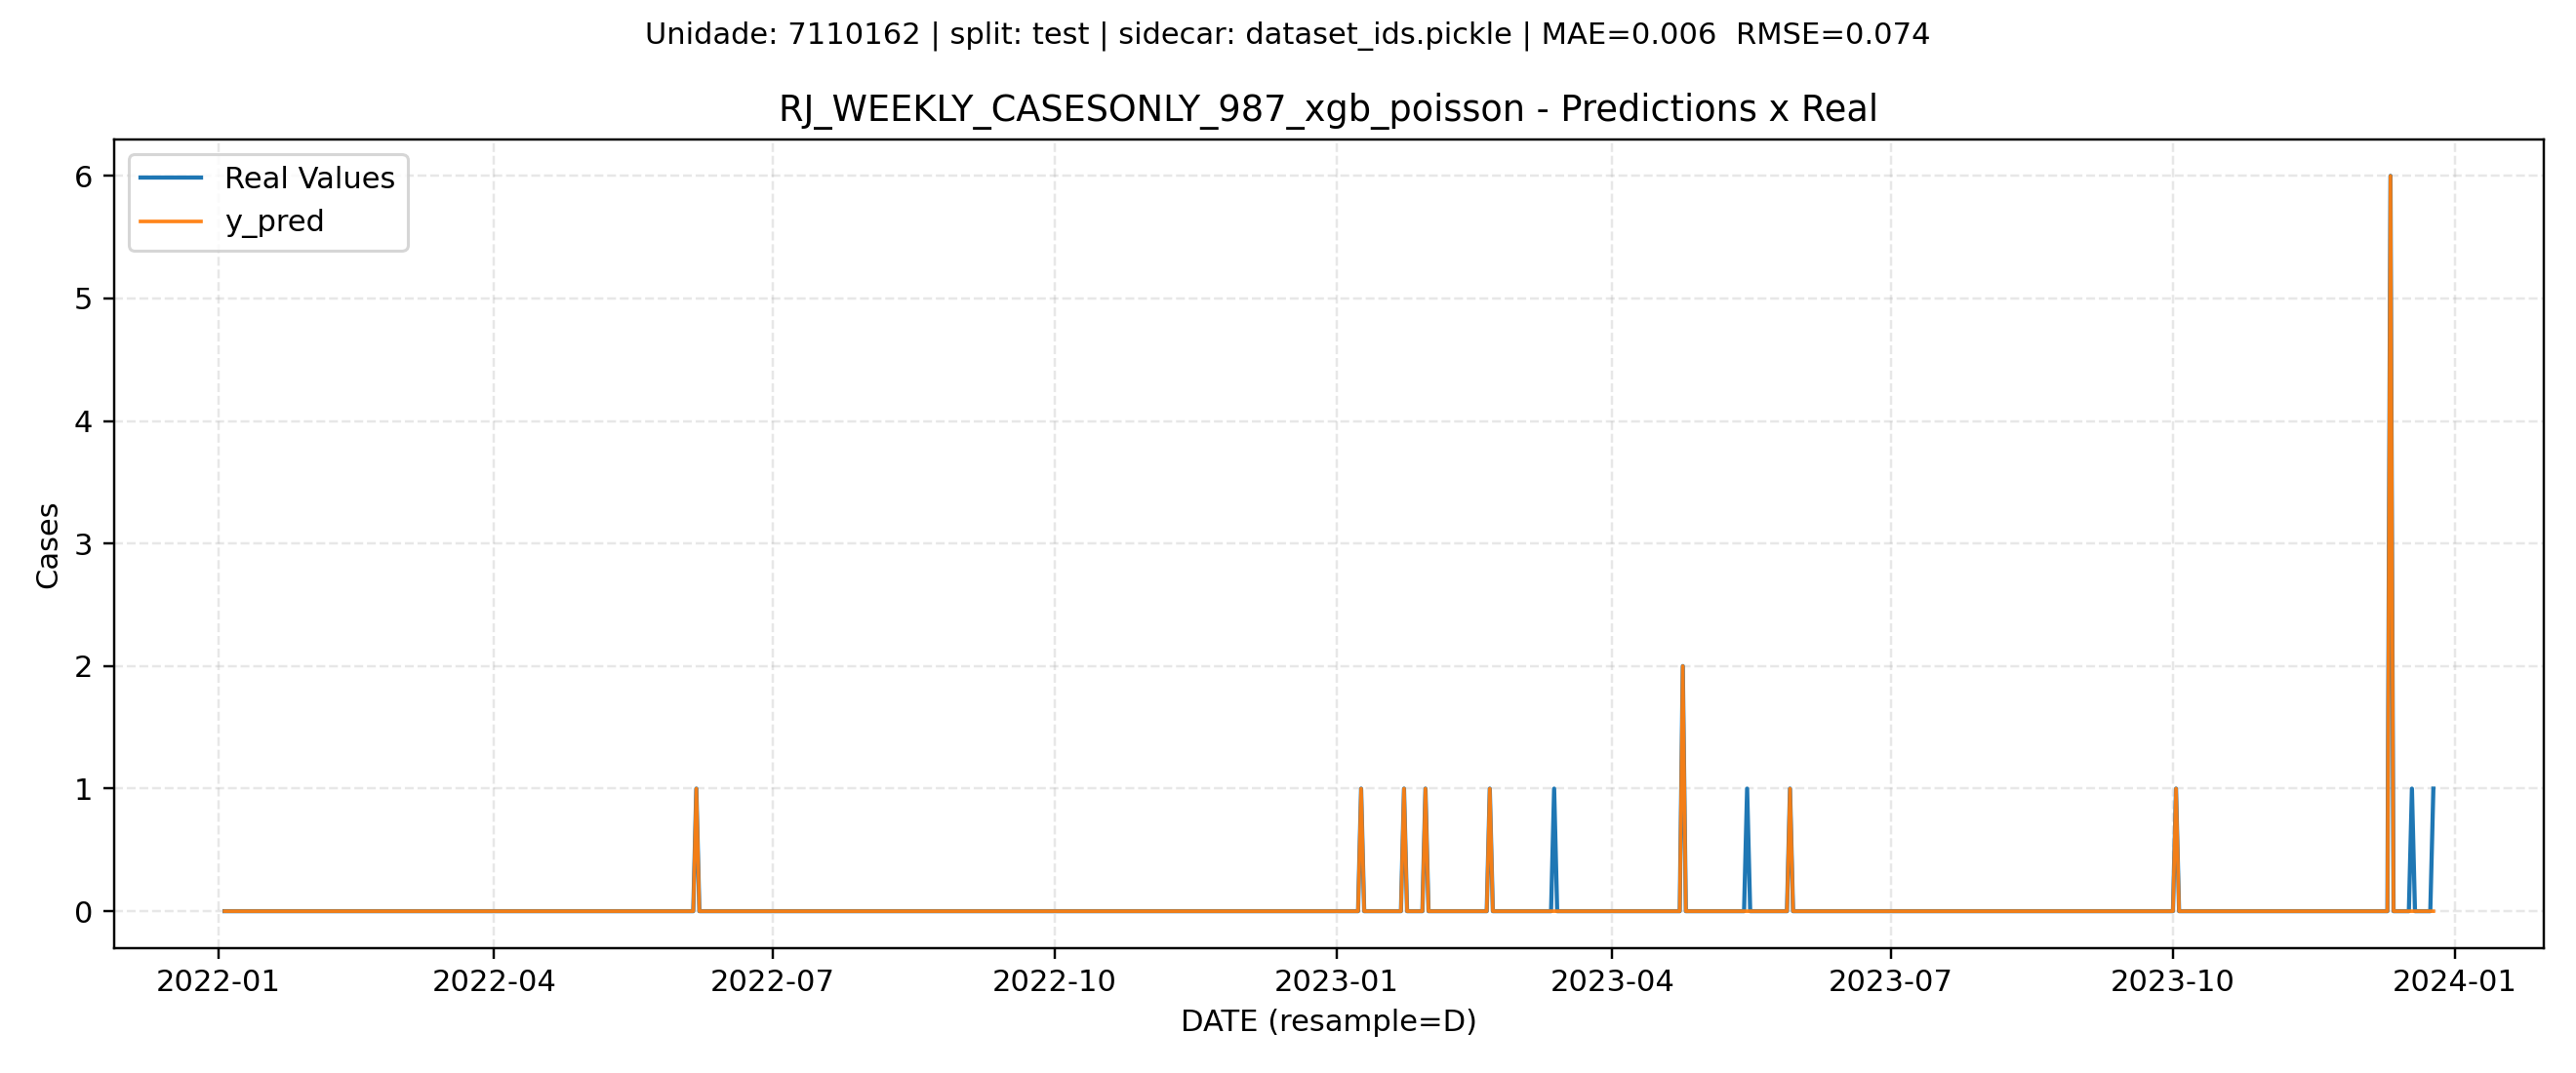 Unidade: 7110162 | split: test | sidecar: dataset_ids.pickle | MAE=0.006  RMSE=0.074
RJ_WEEKLY_CASESONLY_987_xgb_poisson - Predictions x Real
Real Values
y_pred
6
5
4
3
2
1
0
Cases
2022-01
2022-04
2022-07
2022-10
2023-01
2023-04
2023-07
2023-10
2024-01
DATE (resample=D)